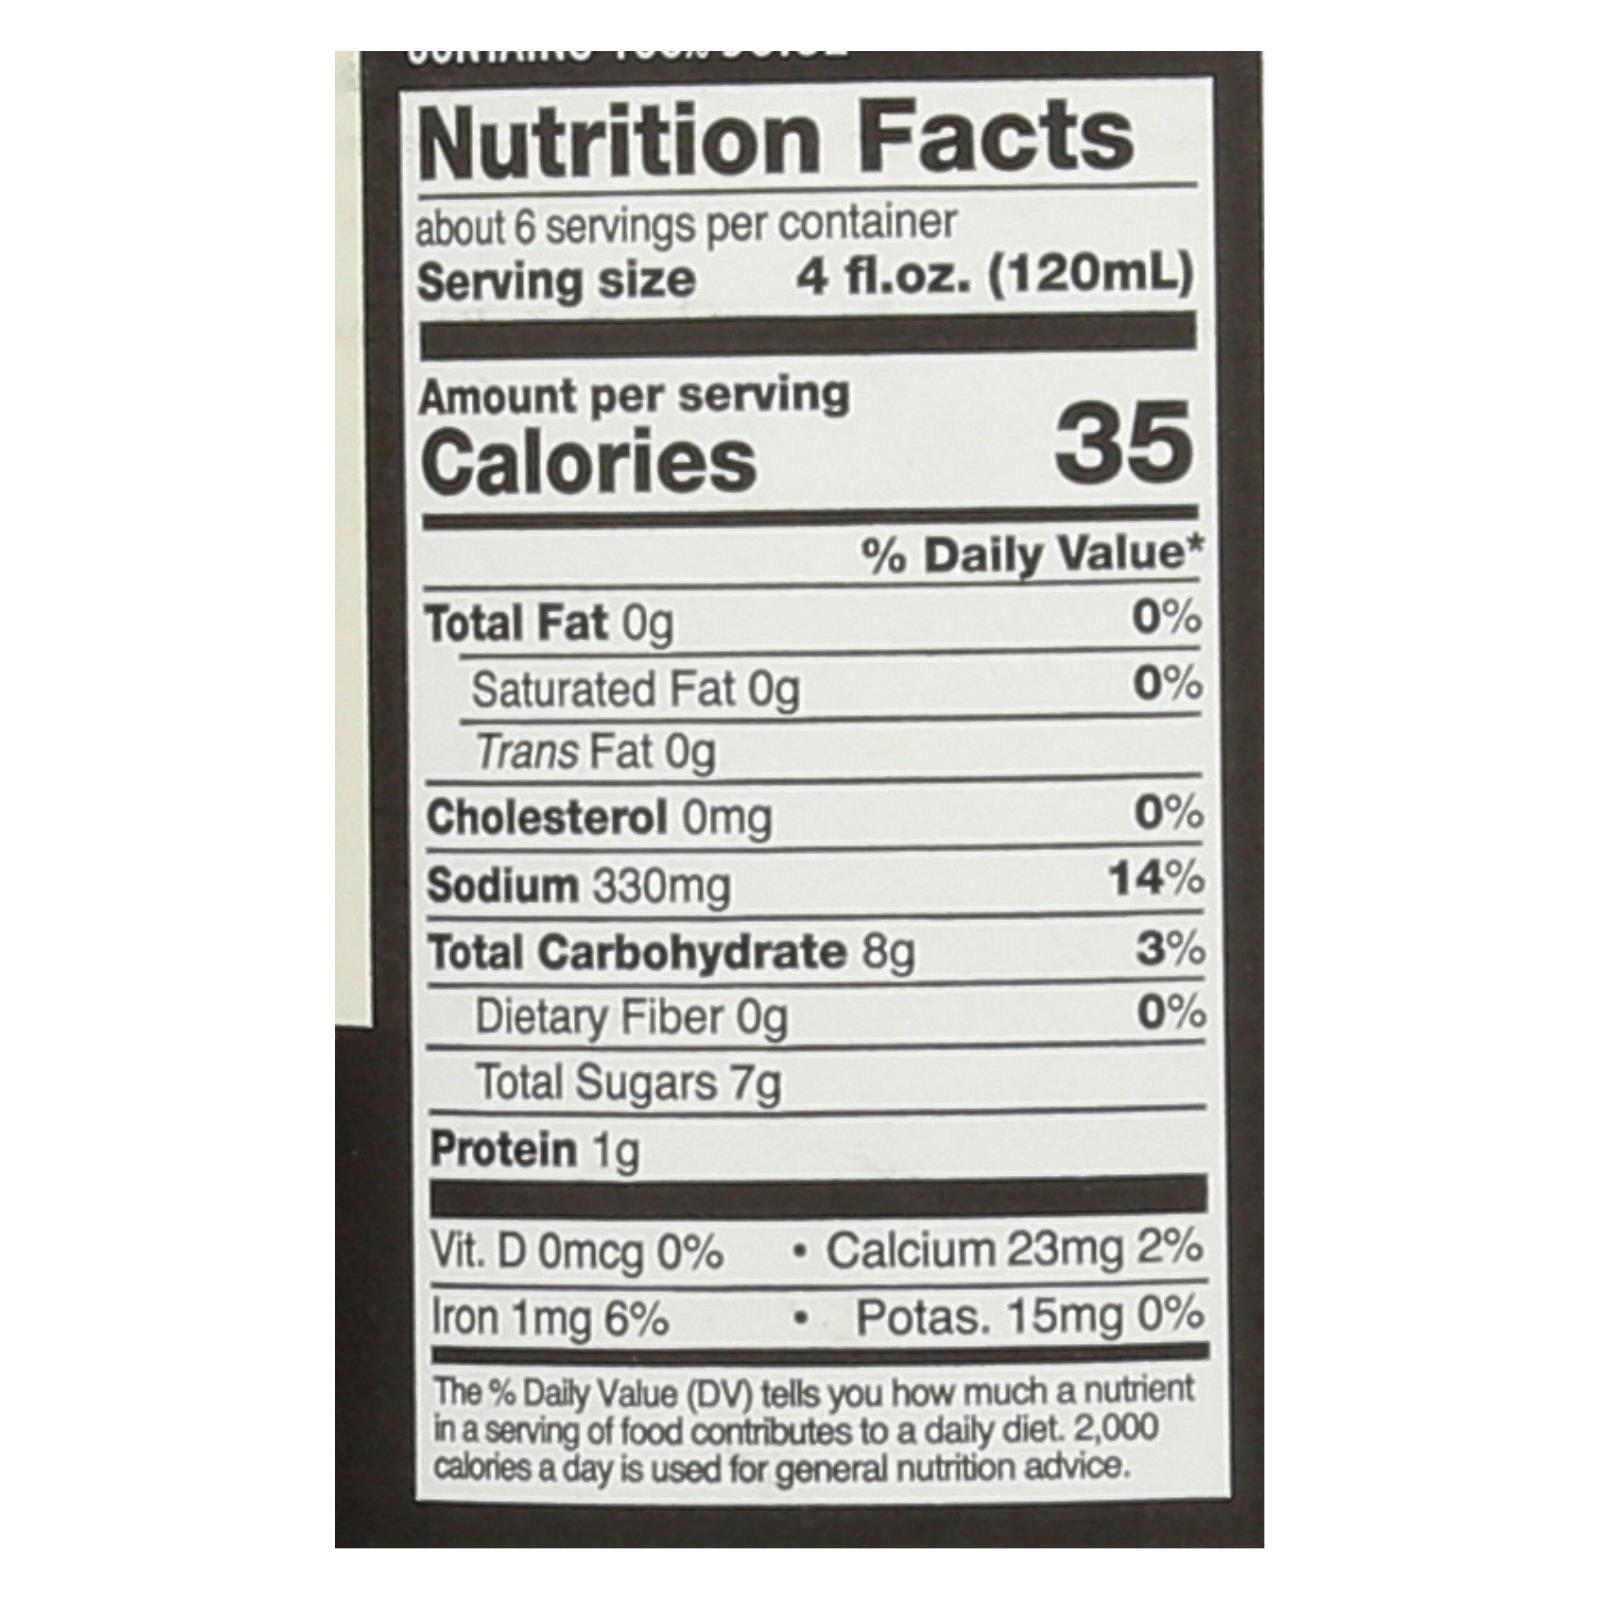 Nutrition Facts
about 6 servings per container
Serving size 4 fl.oz. (120mL)
Amount per serving
Calories 35
% Daily Value*
Total Fat 0g 0%
Saturated Fat 0g 0%
Trans Fat 0g
Cholesterol 0mg 0%
Sodium 330mg 14%
Total Carbohydrate 8g 3%
Dietary Fiber 0g 0%
Total Sugars 7g
Protein 1g
Vit. D 0mcg 0% • Calcium 23mg 2%
Iron 1mg 6% • Potas. 15mg 0%
The % Daily Value (DV) tells you how much a nutrient
in a serving of food contributes to a daily diet. 2,000
calories a day is used for general nutrition advice.